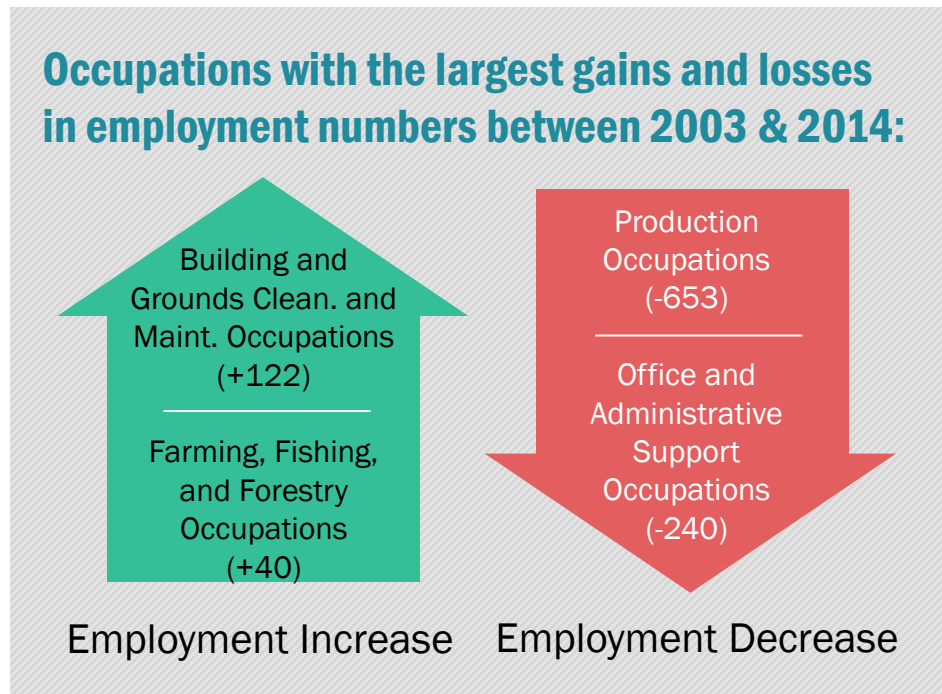 Occupations with the largest gains and losses
in employment numbers between 2003 & 2014:
Building and
Grounds Clean. and
Maint. Occupations
(+122)
Farming, Fishing,
and Forestry
Occupations
(+40)
Employment Increase
Production
Occupations
(-653)
Office and
Administrative
Support
Occupations
(-240)
Employment Decrease